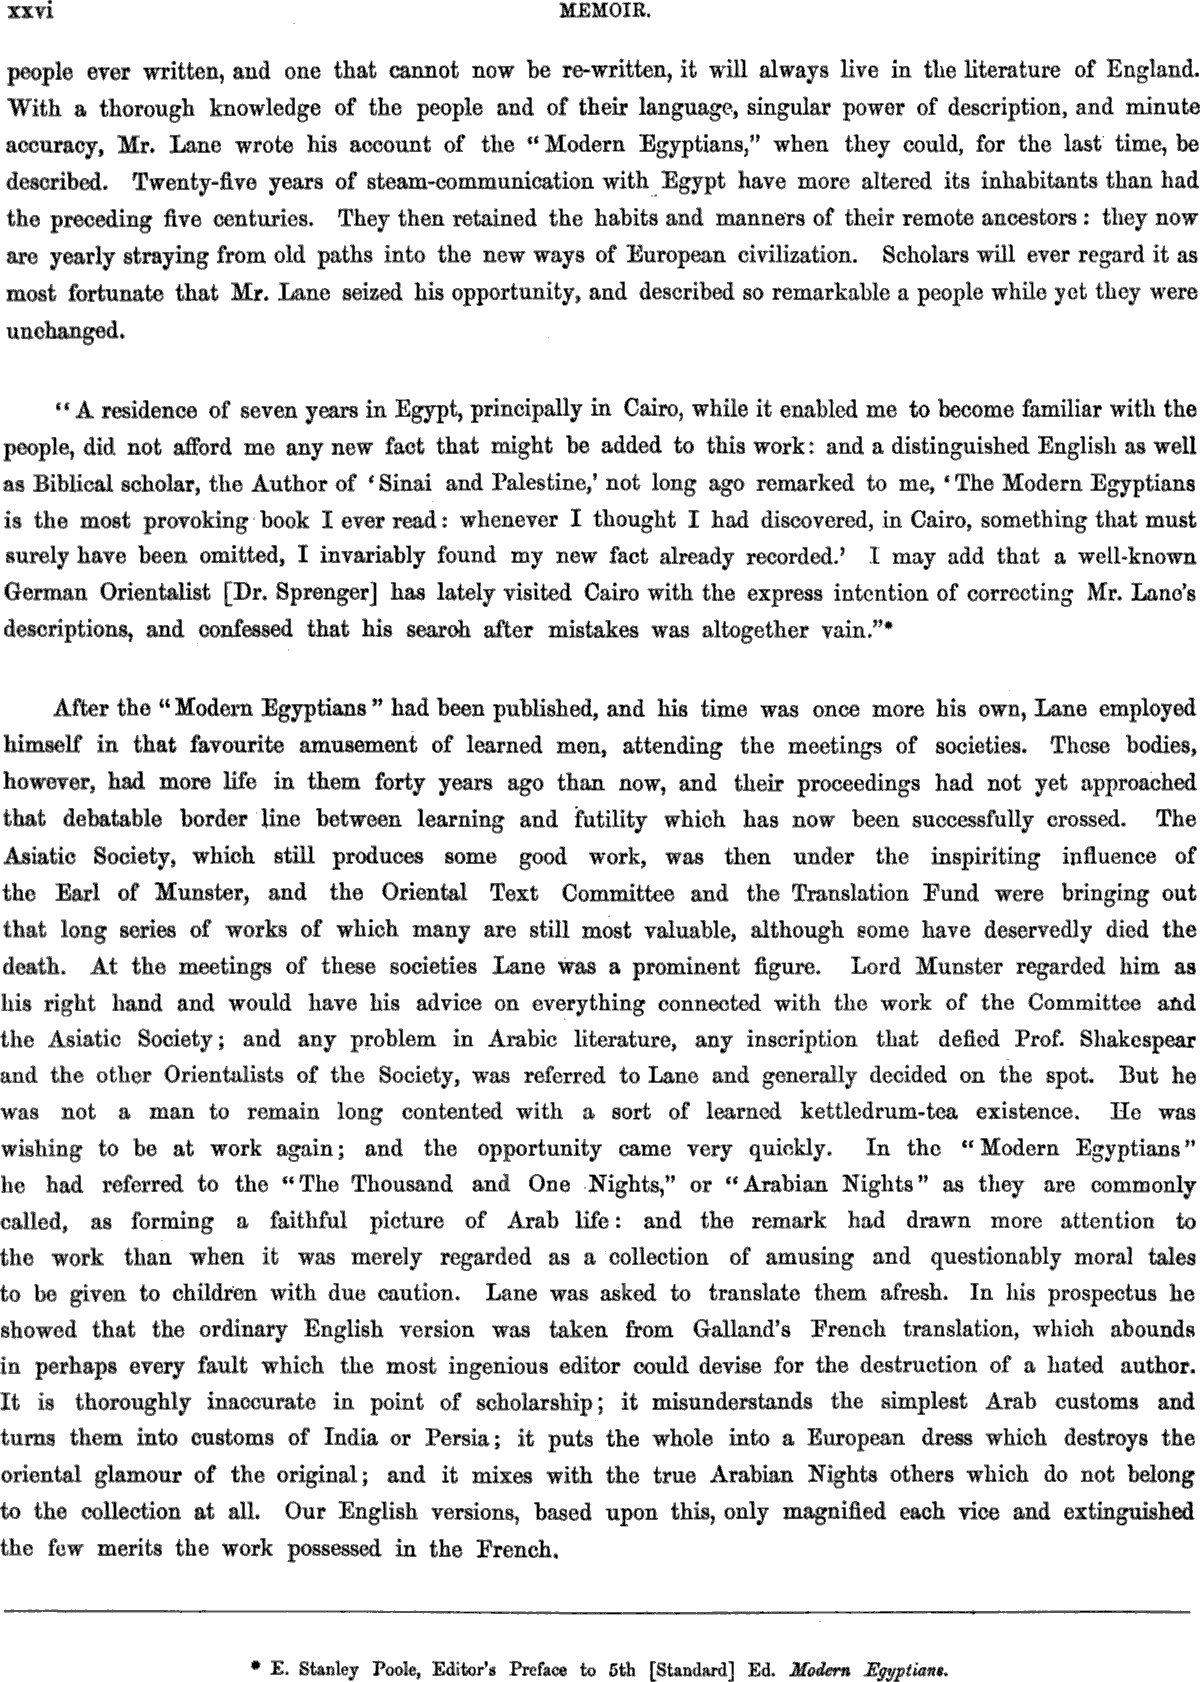 xxvi MEMOIR.
people ever written, and one that cannot now be re-written, it will always live in the literature of England.
With a thorough knowledge of the people and of their language, singular power of description, and minute
accuracy, Mr. Lane wrote his account of the “Modern Egyptians,” when they could, for the last time, be
described. Twenty-five years of steam-communication with Egypt have more altered its inhabitants than had
the preceding five centuries. They then retained the habits and manners of their remote ancestors : they now
are yearly straying from old paths into the new ways of European civilization. Scholars will ever regard it as
most fortunate that Mr. Lane seized his opportunity, and described so remarkable a people while yet they were
unchanged.
“A residence of seven years in Egypt, principally in Cairo, while it enabled me to become familiar with the
people, did not afford me any new fact that might be added to this work: and a distinguished English as well
as Biblical scholar, the Author of ‘Sinai and Palestine,’ not long ago remarked to me, ‘The Modern Egyptians
is the most provoking book I ever read: whenever I thought I had discovered, in Cairo, something that must
surely have been omitted, I invariably found my new fact already recorded.’ I may add that a well-known
German Orientalist [Dr. Sprenger] has lately visited Cairo with the express intention of correcting Mr. Lane’s
descriptions, and confessed that his search after mistakes was altogether vain.”*
After the “Modern Egyptians” had been published, and his time was once more his own, Lane employed
himself in that favourite amusement of learned men, attending the meetings of societies. These bodies,
however, had more life in them forty years ago than now, and their proceedings had not yet approached
that debatable border line between learning and futility which has now been successfully crossed. The
Asiatic Society, which still produces some good work, was then under the inspiriting influence of
the Earl of Munster, and the Oriental Text Committee and the Translation Fund were bringing out
that long series of works of which many are still most valuable, although some have deservedly died the
death. At the meetings of these societies Lane was a prominent figure. Lord Munster regarded him as
his right hand and would have his advice on everything connected with the work of the Committee and
the Asiatic Society; and any problem in Arabic literature, any inscription that defied Prof. Shakespear
and the other Orientalists of the Society, was referred to Lane and generally decided on the spot. But he
was not a man to remain long contented with a sort of learned kettledrum-tea existence. He was
wishing to be at work again; and the opportunity came very quickly. In the “Modern Egyptians”
he had referred to the “The Thousand and One Nights,” or “Arabian Nights” as they are commonly
called, as forming a faithful picture of Arab life: and the remark had drawn more attention to
the work than when it was merely regarded as a collection of amusing and questionably moral tales
to be given to children with due caution. Lane was asked to translate them afresh. In his prospectus he
showed that the ordinary English version was taken from Galland’s French translation, which abounds
in perhaps every fault which the most ingenious editor could devise for the destruction of a hated author.
It is thoroughly inaccurate in point of scholarship; it misunderstands the simplest Arab customs and
turns them into customs of India or Persia; it puts the whole into a European dress which destroys the
oriental glamour of the original; and it mixes with the true Arabian Nights others which do not belong
to the collection at all. Our English versions, based upon this, only magnified each vice and extinguished
the few merits the work possessed in the French.
* E. Stanley Poole, Editor’s Preface to 5th [Standard] Ed. Modern Egyptians.